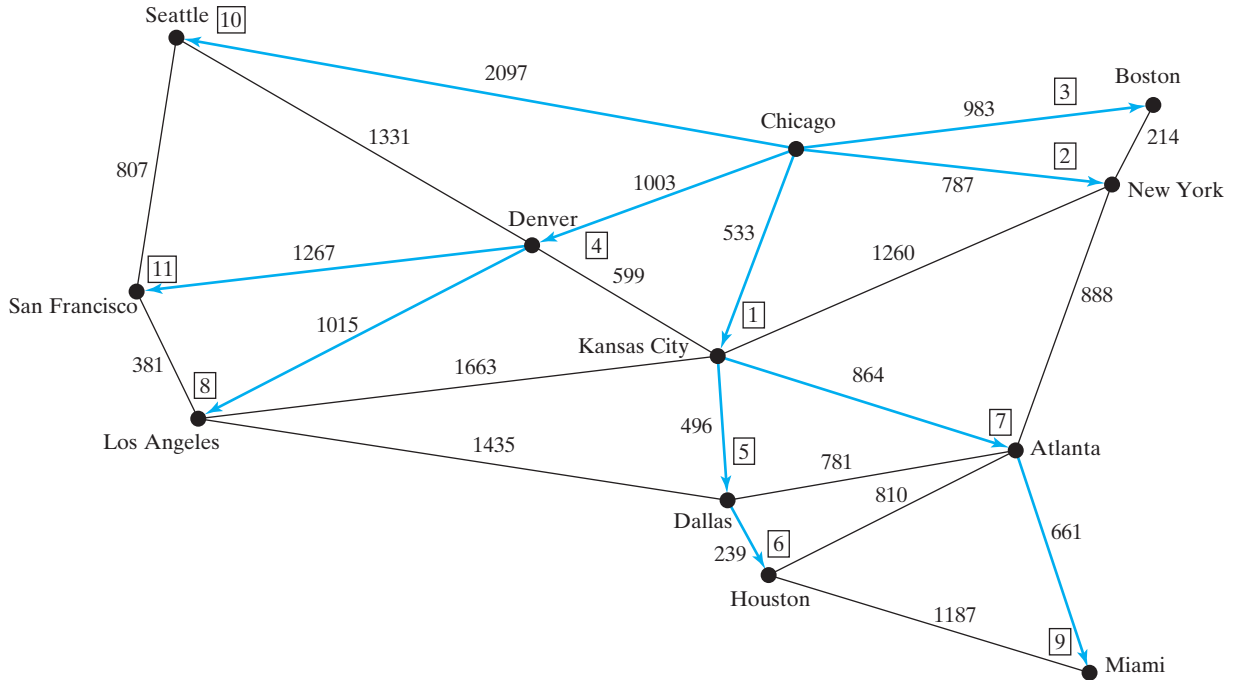 Seattle 10
2097
Boston
3
983
Chicago
1331
214
807
2
1003
787
New York
Denver
533
4
1260
1267
599
11
888
San Francisco
1015
1
Kansas City
381
1663
864
8
7
496
Los Angeles
1435
5
781
Atlanta
810
Dallas
661
6
239
Houston
1187
9
Miami